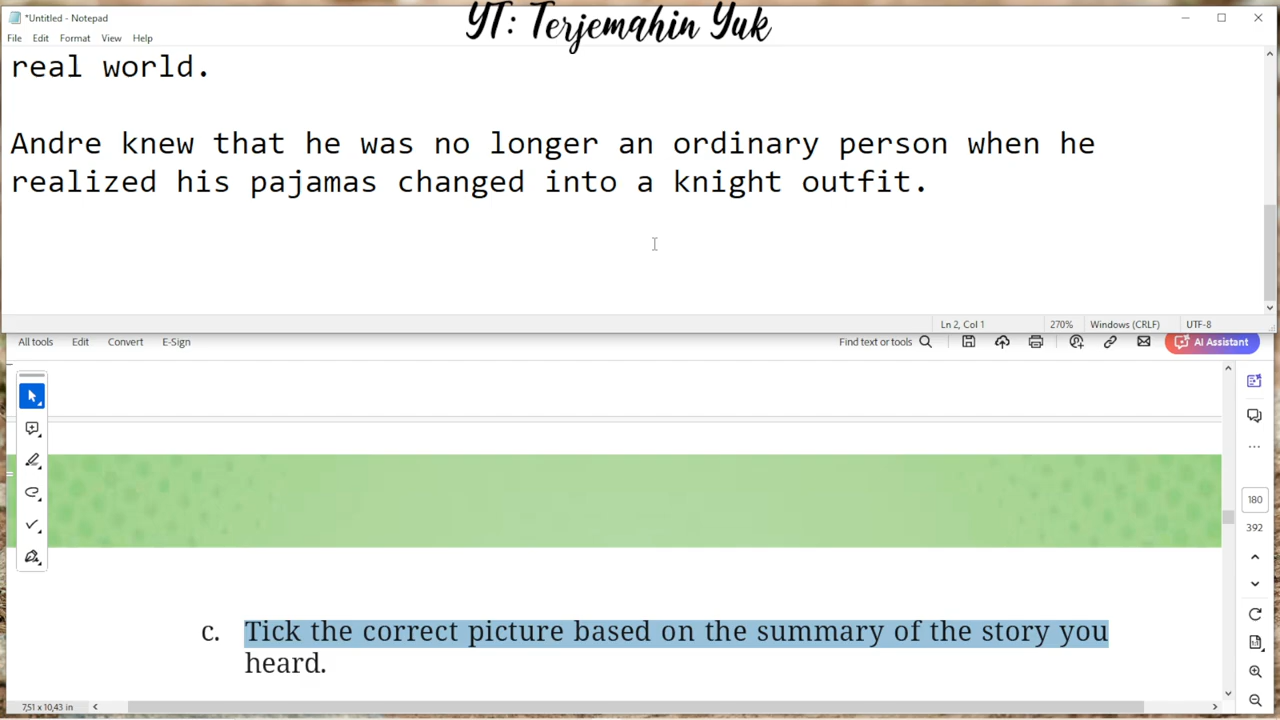 *Untitled - Notepad
YT: Terjemahin Yuk
File Edit Format View Help
real world.
Andre knew that he was no longer an ordinary person when he
realized his pajamas changed into a knight outfit.
Ln 2, Col 1 270% Windows (CRLF) UTF-8
All tools Edit Convert E-Sign Find text or tools AI Assistant
180
392
c. Tick the correct picture based on the summary of the story you
heard.
7,51 x 10,43 in